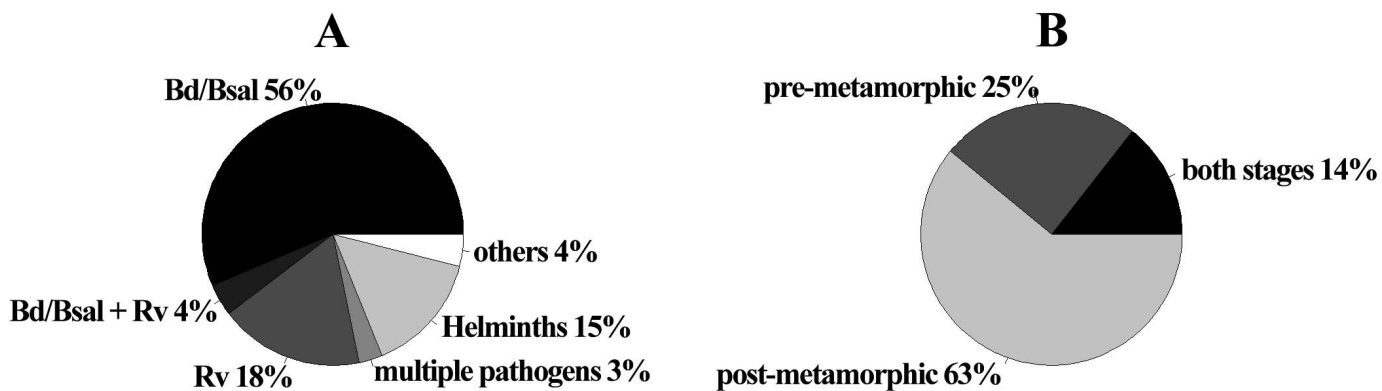 A
Bd/Bsal 56%
others 4%
Bd/Bsal + Rv 4%
Helminths 15%
Rv 18%
multiple pathogens 3%
B
pre-metamorphic 25%
both stages 14%
post-metamorphic 63%